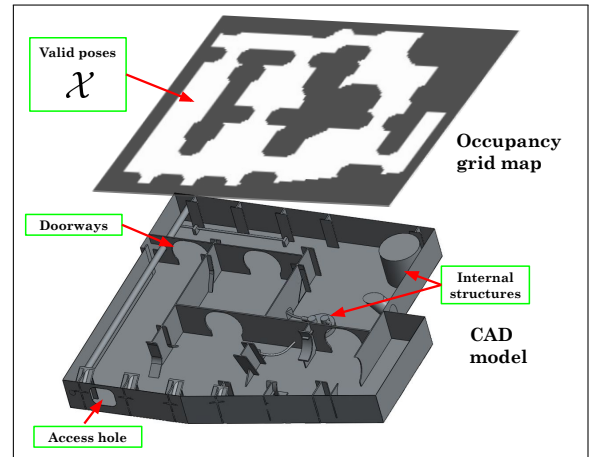 Valid poses
𝒳
Occupancy
grid map
Doorways
Internal
structures
CAD
model
Access hole